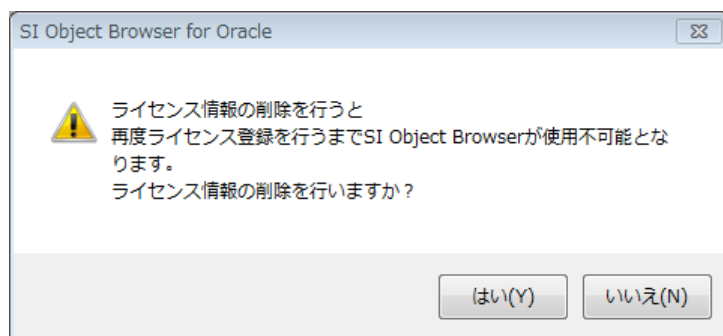 SI Object Browser for Oracle
ライセンス情報の削除を行うと
再度ライセンス登録を行うまでSI Object Browserが使用不可能とな
ります。
ライセンス情報の削除を行いますか？
はい(Y)
いいえ(N)